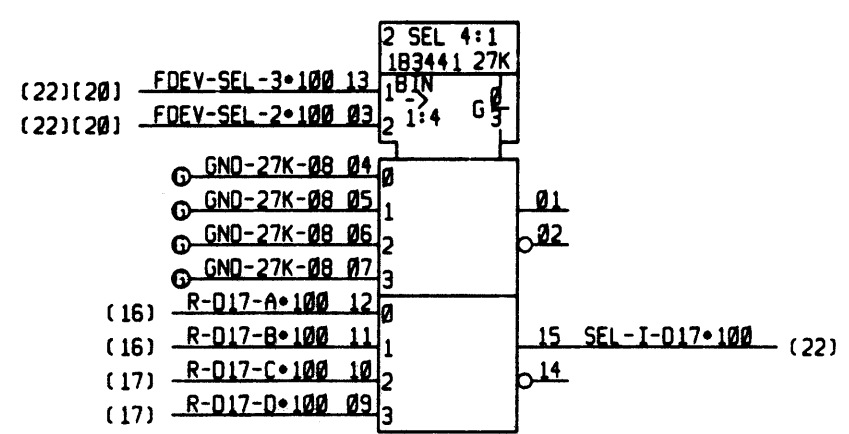 2 SEL 4:1
1B3441 27K
(22)(20) FDEV-SEL-3•100 13 1 BIN -> 1:4 G 0/3
(22)(20) FDEV-SEL-2•100 03 2
G GND-27K-08 04 0
G GND-27K-08 05 1 01
G GND-27K-08 06 2 02
G GND-27K-08 07 3
(16) R-D17-A•100 12 0
(16) R-D17-B•100 11 1 15 SEL-I-D17•100 (22)
(17) R-D17-C•100 10 2 14
(17) R-D17-D•100 09 3